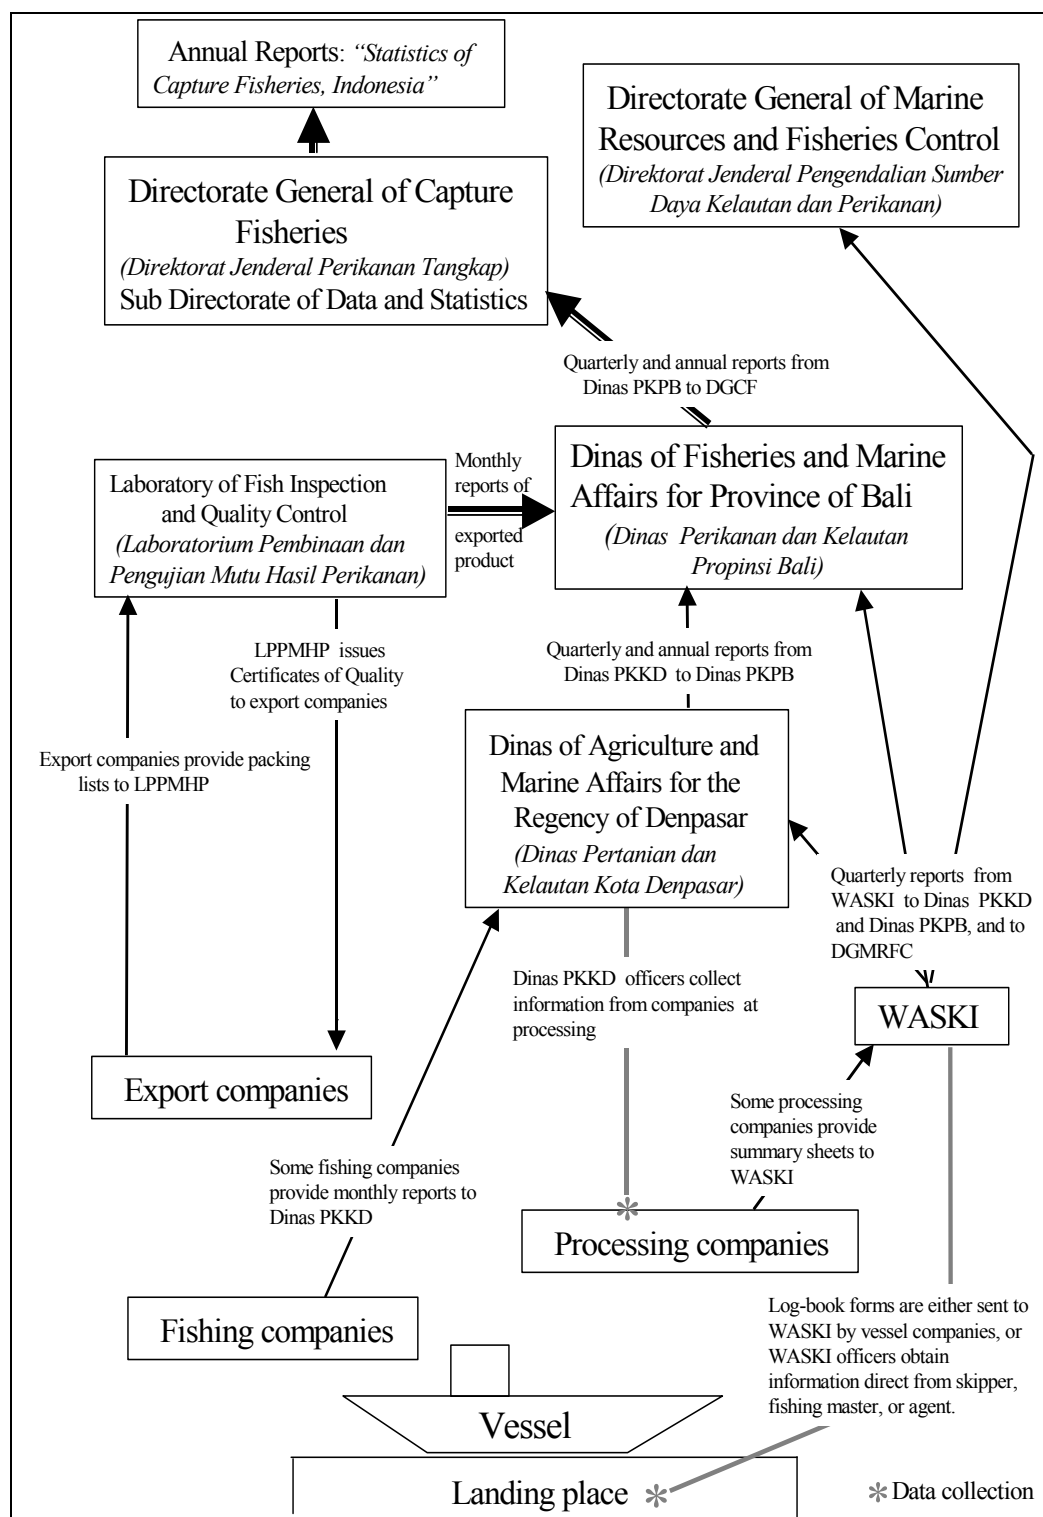 Annual Reports: “Statistics of
Capture Fisheries, Indonesia”
Directorate General of Marine
Resources and Fisheries Control
(Direktorat Jenderal Pengendalian Sumber
Daya Kelautan dan Perikanan)
Directorate General of Capture
Fisheries
(Direktorat Jenderal Perikanan Tangkap)
Sub Directorate of Data and Statistics
Quarterly and annual reports from
Dinas PKPB to DGCF
Laboratory of Fish Inspection
and Quality Control
(Laboratorium Pembinaan dan
Pengujian Mutu Hasil Perikanan)
Monthly
reports of
exported
product
Dinas of Fisheries and Marine
Affairs for Province of Bali
(Dinas Perikanan dan Kelautan
Propinsi Bali)
LPPMHP issues
Certificates of Quality
to export companies
Quarterly and annual reports from
Dinas PKKD to Dinas PKPB
Export companies provide packing
lists to LPPMHP
Dinas of Agriculture and
Marine Affairs for the
Regency of Denpasar
(Dinas Pertanian dan
Kelautan Kota Denpasar)
Quarterly reports from
WASKI to Dinas PKKD
and Dinas PKPB, and to
DGMRFC
Dinas PKKD officers collect
information from companies at
processing
WASKI
Export companies
Some processing
companies provide
summary sheets to
WASKI
Some fishing companies
provide monthly reports to
Dinas PKKD
Processing companies
Fishing companies
Log-book forms are either sent to
WASKI by vessel companies, or
WASKI officers obtain
information direct from skipper,
fishing master, or agent.
Vessel
Landing place
Data collection